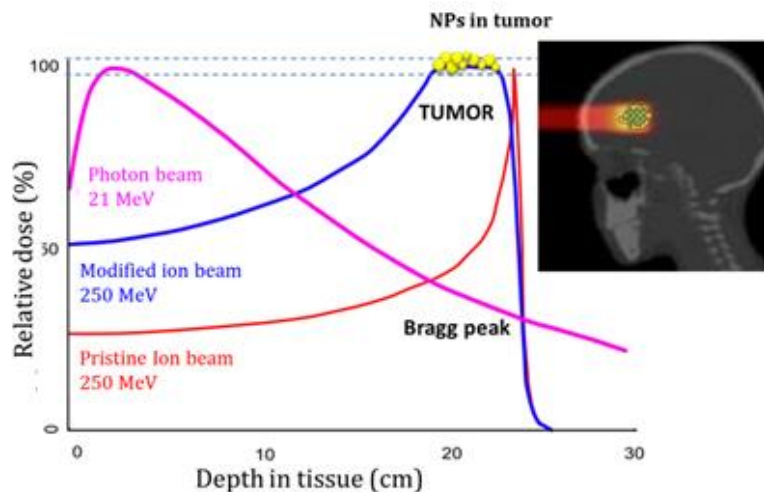 NPs in tumor
100
TUMOR
Photon beam
21 MeV
50
Modified ion beam
250 MeV
Bragg peak
Pristine Ion beam
250 MeV
0
Relative dose (%)
0 10 20 30
Depth in tissue (cm)